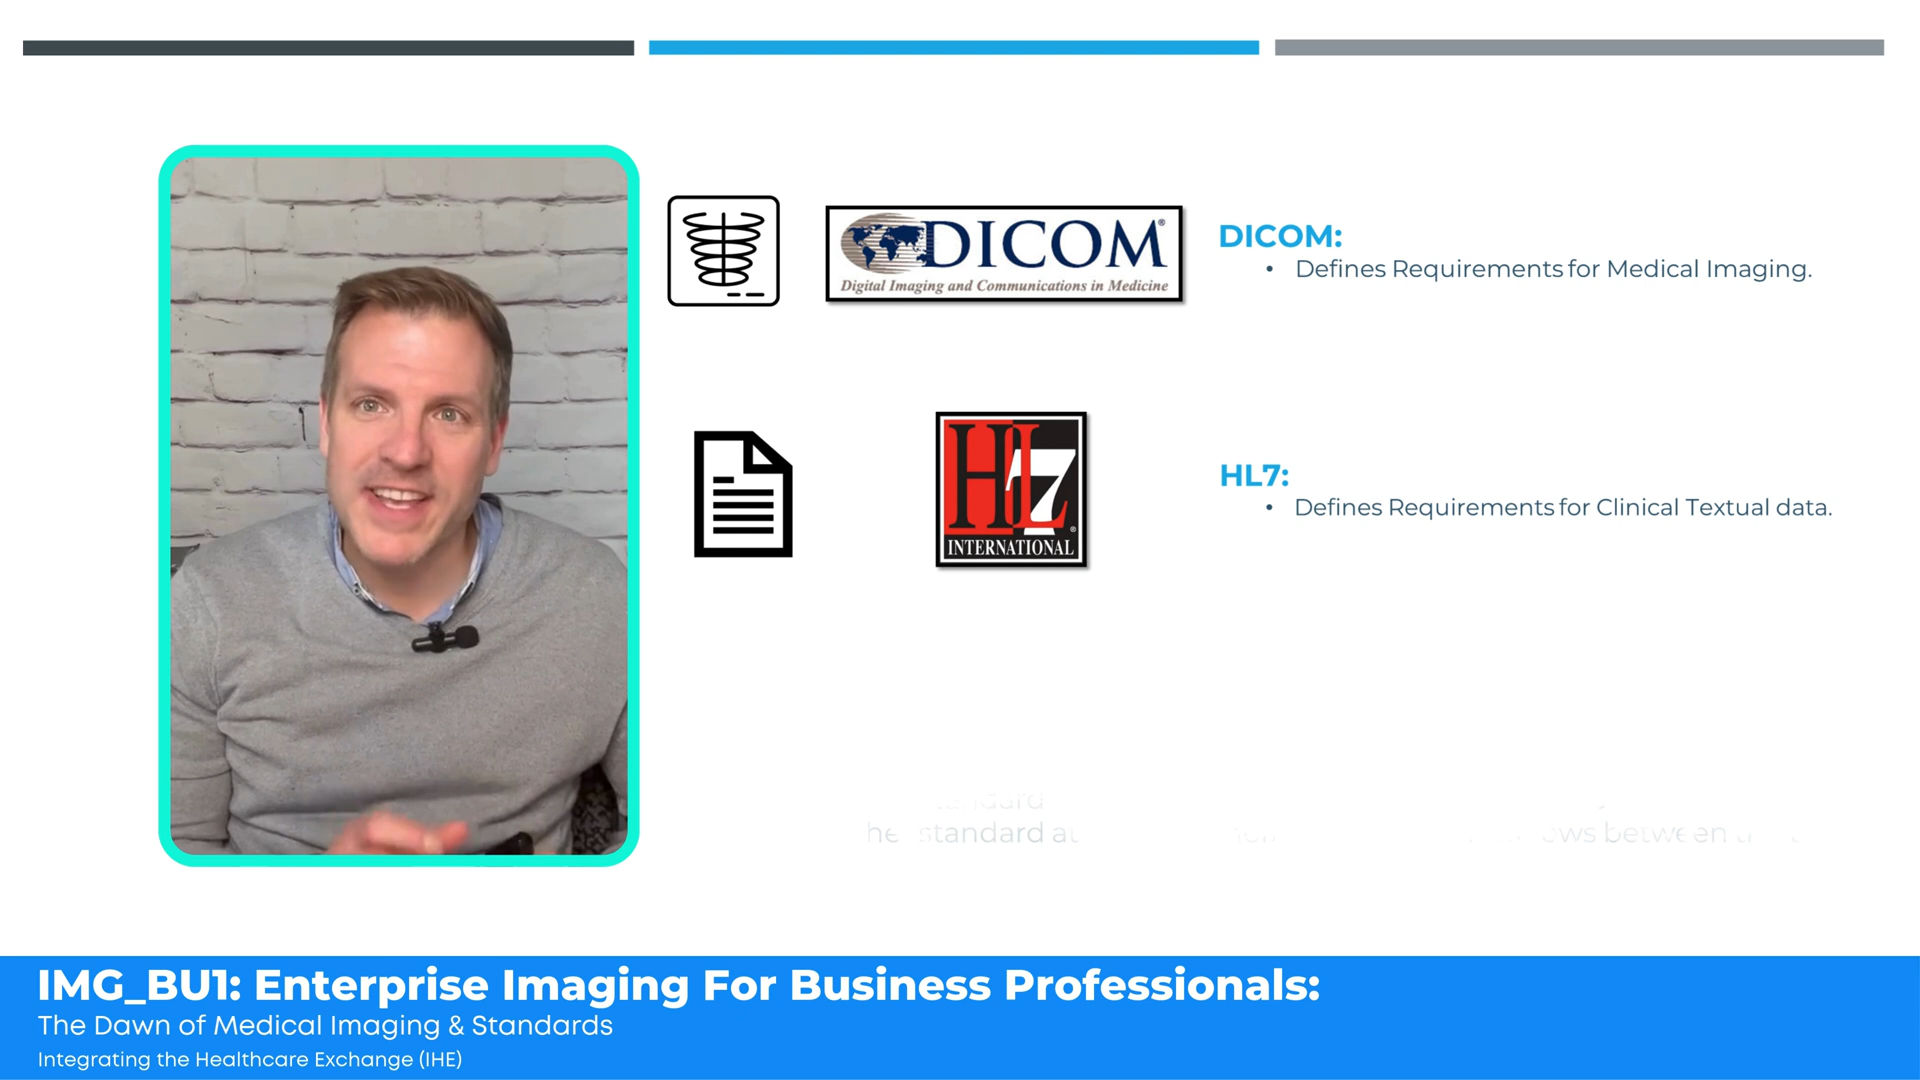 DICOM®
Digital Imaging and Communications in Medicine
DICOM:
• Defines Requirements for Medical Imaging.
HL7®
INTERNATIONAL
HL7:
• Defines Requirements for Clinical Textual data.
standard
between
IMG_BU1: Enterprise Imaging For Business Professionals:
The Dawn of Medical Imaging & Standards
Integrating the Healthcare Exchange (IHE)